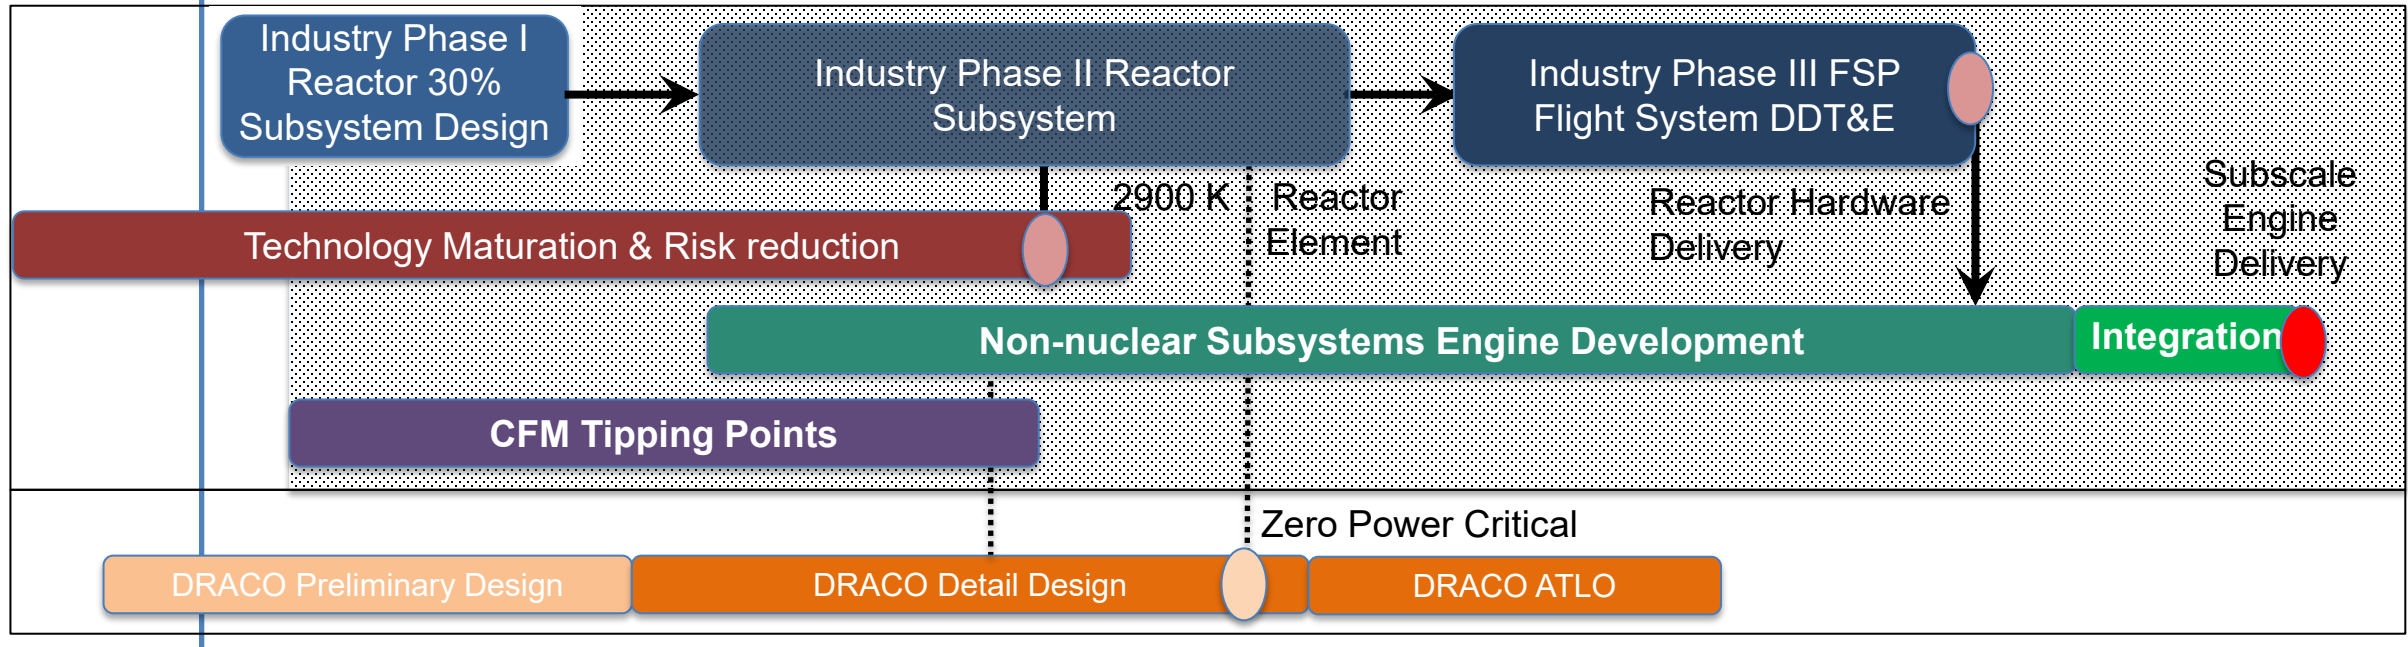 Industry Phase I
Reactor 30%
Subsystem Design
Industry Phase II Reactor
Subsystem
Industry Phase III FSP
Flight System DDT&E
2900 K
Reactor
Element
Reactor Hardware
Delivery
Subscale
Engine
Delivery
Technology Maturation & Risk reduction
Non-nuclear Subsystems Engine Development
Integration
CFM Tipping Points
Zero Power Critical
DRACO Preliminary Design
DRACO Detail Design
DRACO ATLO